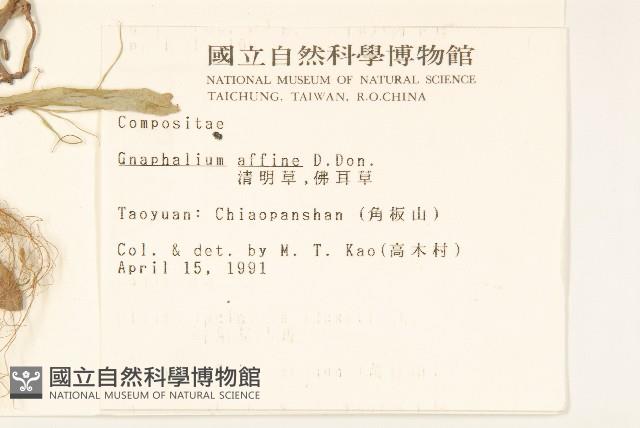 國立自然科學博物館
NATIONAL MUSEUM OF NATURAL SCIENCE
TAICHUNG, TAIWAN, R.O.CHINA
Compositae
Gnaphalium affine D.Don.
清明草,佛耳草
Taoyuan: Chiaopanshan (角板山)
Col. & det. by M. T. Kao(高木村)
April 15, 1991
國立自然科學博物館
NATIONAL MUSEUM OF NATURAL SCIENCE